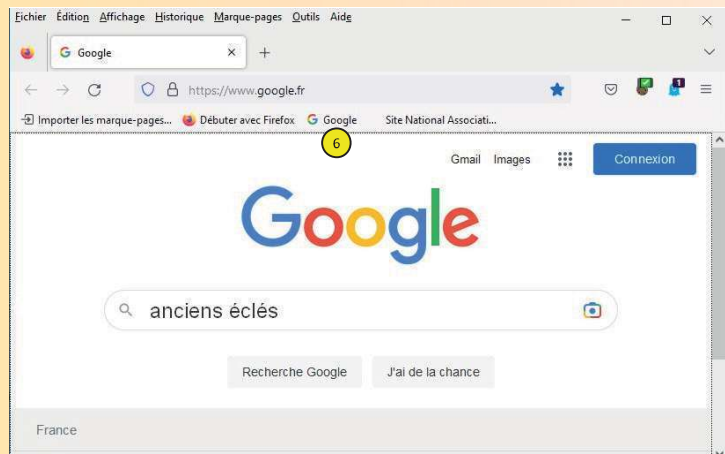 Fichier Édition Affichage Historique Marque-pages Outils Aide
Google
https://www.google.fr
Importer les marque-pages... Débuter avec Firefox Google Site National Associati...
6
Gmail Images Connexion
Google
anciens éclés
Recherche Google J'ai de la chance
France